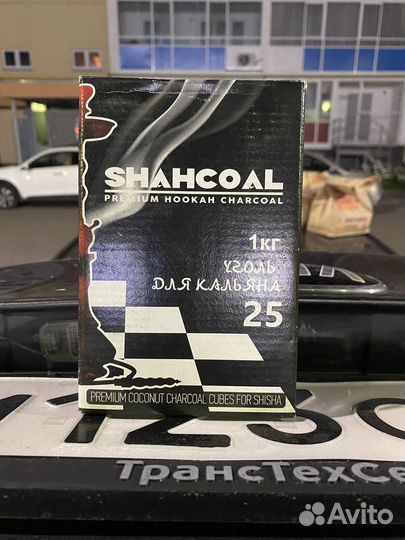 SHAHCOAL
PREMIUM HOOKAH CHARCOAL
1кг
УГОЛЬ
ДЛЯ КАЛЬЯНА
25
PREMIUM COCONUT CHARCOAL CUBES FOR SHISHA
ТрансТехСе
Avito